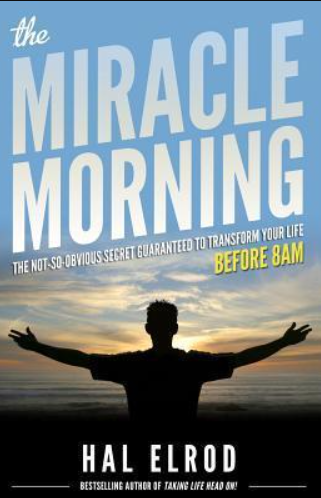 the
MIRACLE
MORNING
THE NOT-SO-OBVIOUS SECRET GUARANTEED TO TRANSFORM YOUR LIFE
BEFORE 8AM
HAL ELROD
BESTSELLING AUTHOR OF TAKING LIFE HEAD ON!